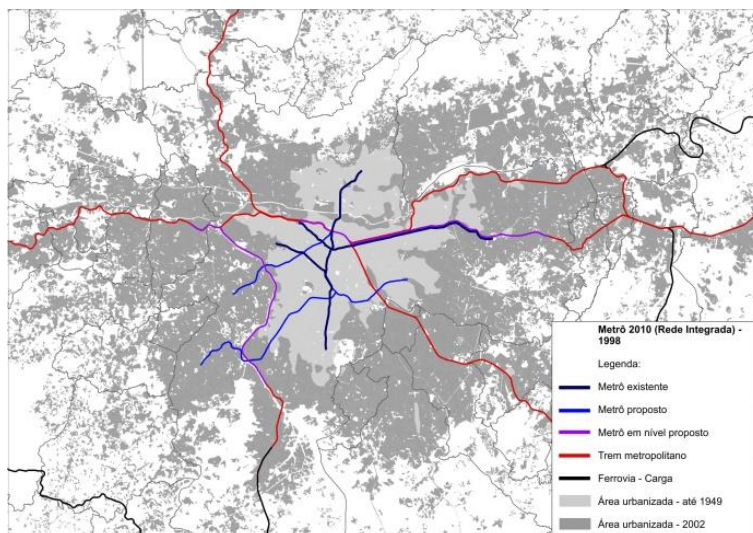 Metrô 2010 (Rede Integrada) -
1998
Legenda:
Metrô existente
Metrô proposto
Metrô em nível proposto
Trem metropolitano
Ferrovia - Carga
Área urbanizada - até 1949
Área urbanizada - 2002